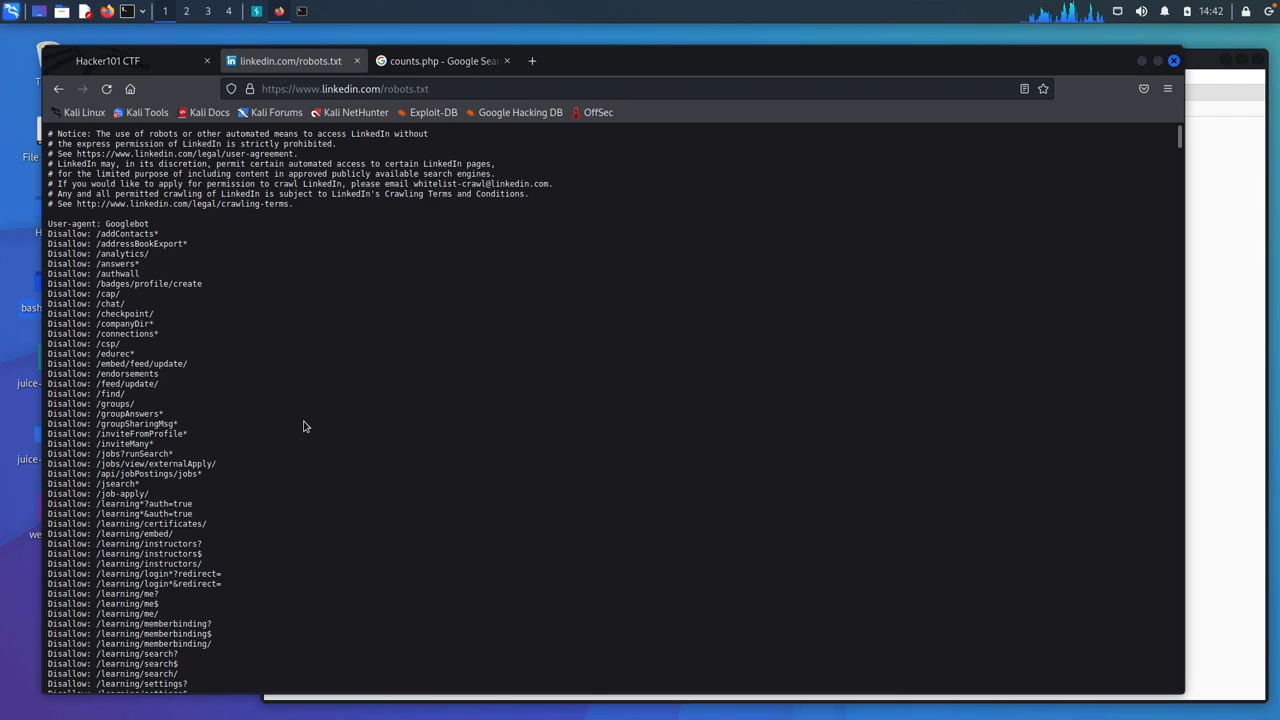 1 2 3 4 14:42
Hacker101 CTF linkedin.com/robots.txt counts.php - Google Sear
https://www.linkedin.com/robots.txt
Kali Linux Kali Tools Kali Docs Kali Forums Kali NetHunter Exploit-DB Google Hacking DB OffSec
# Notice: The use of robots or other automated means to access LinkedIn without
# the express permission of LinkedIn is strictly prohibited.
# See https://www.linkedin.com/legal/user-agreement.
# LinkedIn may, in its discretion, permit certain automated access to certain LinkedIn pages,
# for the limited purpose of including content in approved publicly available search engines.
# If you would like to apply for permission to crawl LinkedIn, please email whitelist-crawl@linkedin.com.
# Any and all permitted crawling of LinkedIn is subject to LinkedIn's Crawling Terms and Conditions.
# See http://www.linkedin.com/legal/crawling-terms.
User-agent: Googlebot
Disallow: /addContacts*
Disallow: /addressBookExport*
Disallow: /analytics/
Disallow: /answers*
Disallow: /authwall
Disallow: /badges/profile/create
Disallow: /cap/
Disallow: /chat/
Disallow: /checkpoint/
Disallow: /companyDir*
Disallow: /connections*
Disallow: /csp/
Disallow: /edurec*
Disallow: /embed/feed/update/
Disallow: /endorsements
Disallow: /feed/update/
Disallow: /find/
Disallow: /groups/
Disallow: /groupAnswers*
Disallow: /groupSharingMsg*
Disallow: /inviteFromProfile*
Disallow: /inviteMany*
Disallow: /jobs?runSearch*
Disallow: /jobs/view/externalApply/
Disallow: /api/jobPostings/jobs*
Disallow: /jsearch*
Disallow: /job-apply/
Disallow: /learning*?auth=true
Disallow: /learning*&auth=true
Disallow: /learning/certificates/
Disallow: /learning/embed/
Disallow: /learning/instructors?
Disallow: /learning/instructors$
Disallow: /learning/instructors/
Disallow: /learning/login*?redirect=
Disallow: /learning/login*&redirect=
Disallow: /learning/me?
Disallow: /learning/me$
Disallow: /learning/me/
Disallow: /learning/memberbinding?
Disallow: /learning/memberbinding$
Disallow: /learning/memberbinding/
Disallow: /learning/search?
Disallow: /learning/search$
Disallow: /learning/search/
Disallow: /learning/settings?
File
bash
juice-
juice-
we